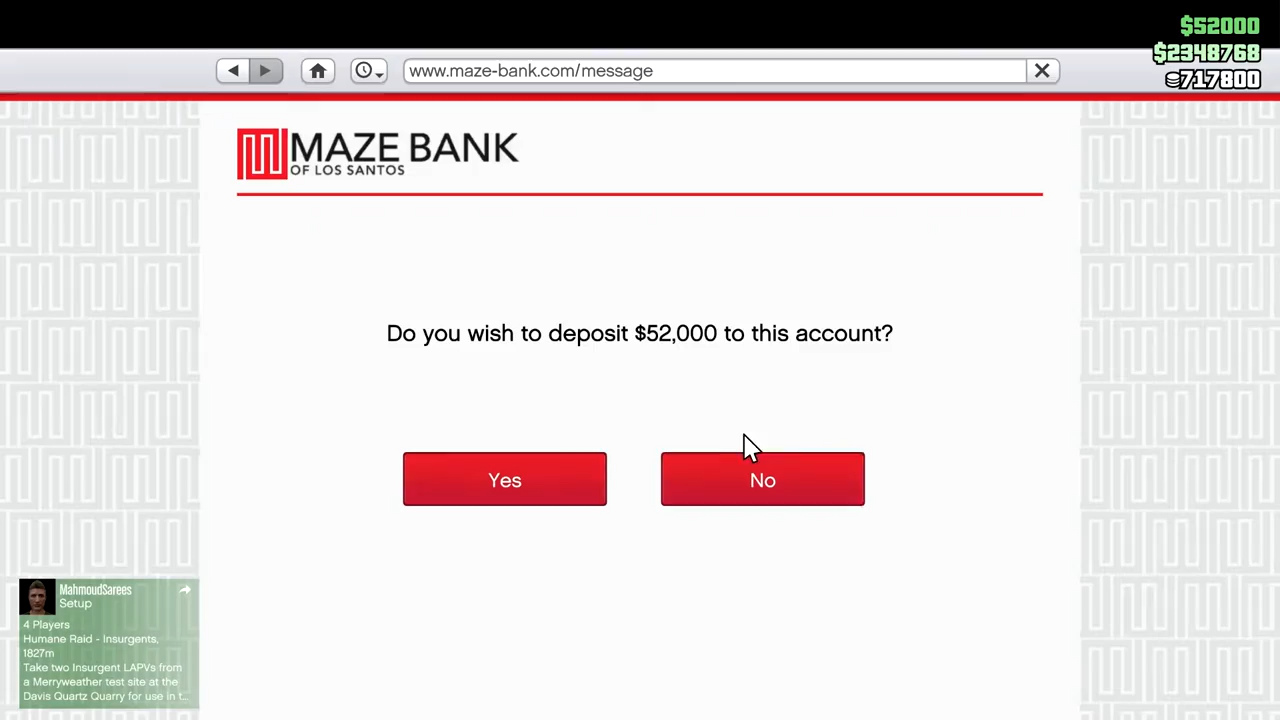 $52000
$2348768
717800
www.maze-bank.com/message
MAZE BANK
OF LOS SANTOS
Do you wish to deposit $52,000 to this account?
Yes
No
MahmoudSarees
Setup
4 Players
Humane Raid - Insurgents,
1827m
Take two Insurgent LAPVs from
a Merryweather test site at the
Davis Quartz Quarry for use in t...